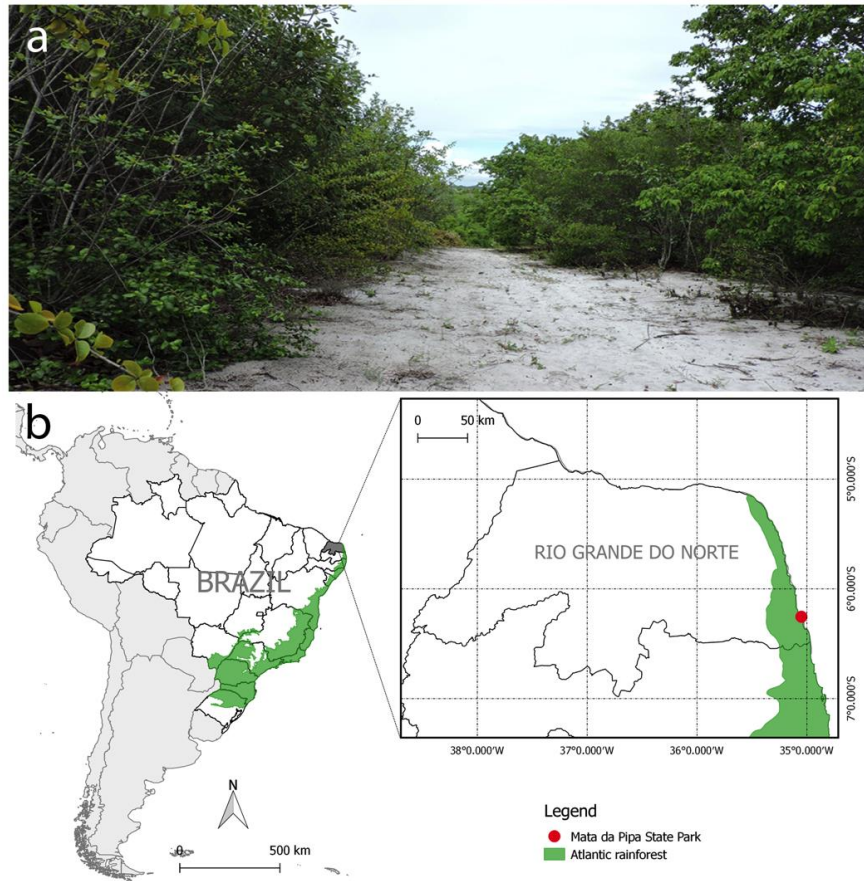 a
b
0 50 km
5°0.000'S
RIO GRANDE DO NORTE
6°0.000'S
7°0.000'S
38°0.000'W 37°0.000'W 36°0.000'W 35°0.000'W
BRAZIL
N
0 500 km
Legend
Mata da Pipa State Park
Atlantic rainforest